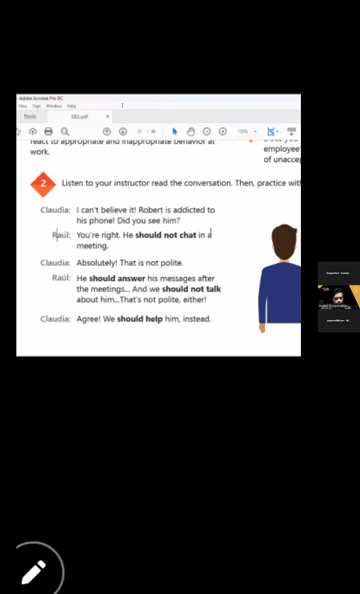 Adobe Acrobat Pro DC
View Sign Window Help
Tools
react to appropriate and inappropriate behavior at
work.
employee'
of unaccep
2 Listen to your instructor read the conversation. Then, practice with
Claudia: I can't believe it! Robert is addicted to
his phone! Did you see him?
Raúl: You're right. He should not chat in a
meeting.
Claudia: Absolutely! That is not polite.
Raúl: He should answer his messages after
the meetings... And we should not talk
about him...That's not polite, either!
Claudia: Agree! We should help him, instead.